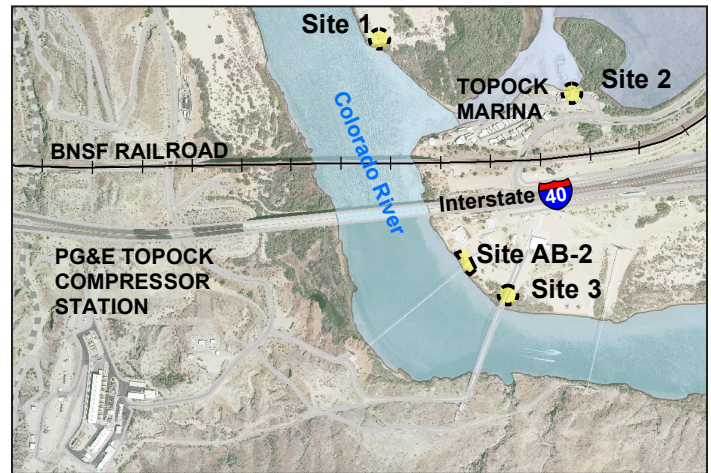 Site 1
Site 2
TOPOCK
MARINA
Colorado River
BNSF RAILROAD
Interstate 40
Site AB-2
PG&E TOPOCK
COMPRESSOR
STATION
Site 3